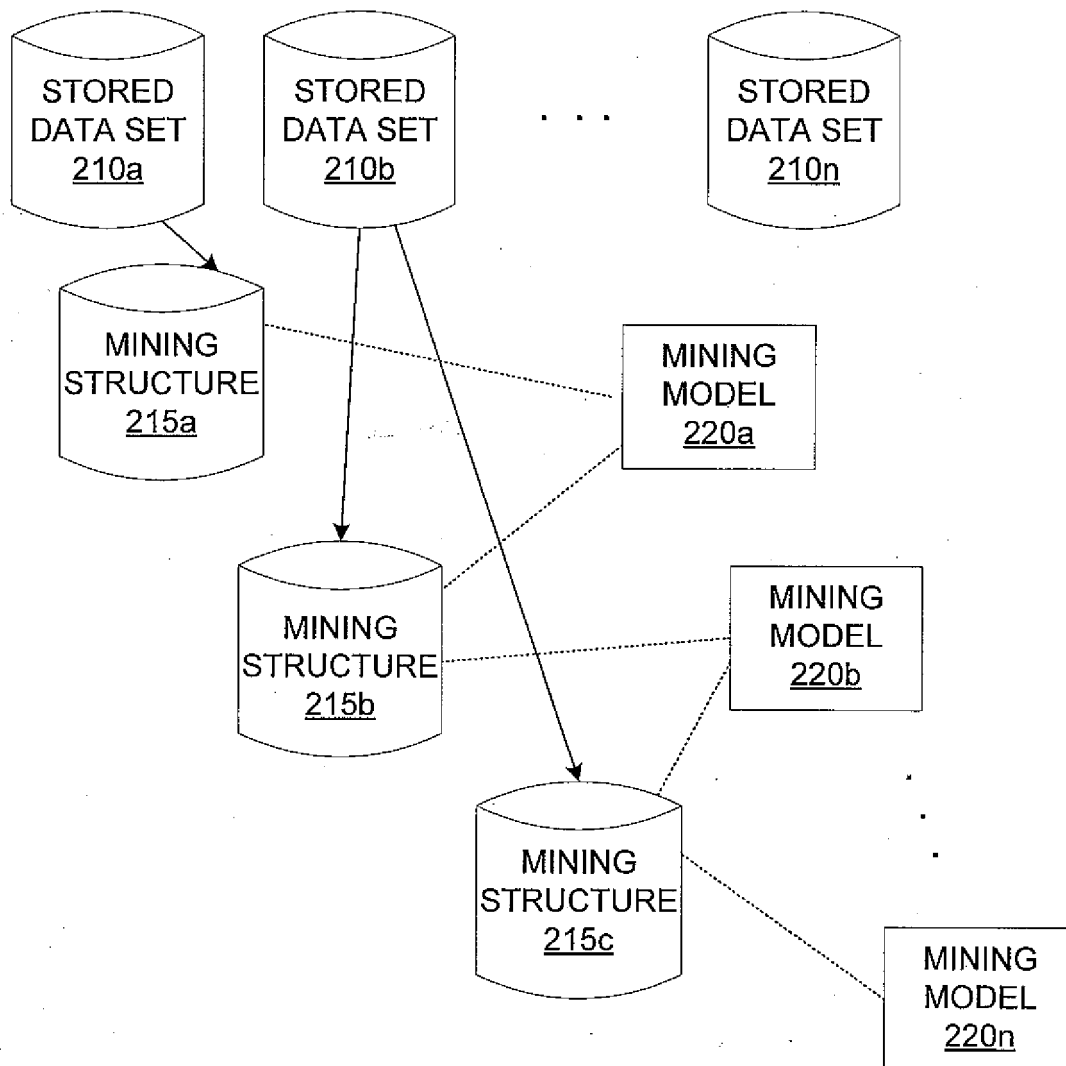 STORED
DATA SET
210a
STORED
DATA SET
210b
. . .
STORED
DATA SET
210n
MINING
STRUCTURE
215a
MINING
MODEL
220a
MINING
STRUCTURE
215b
MINING
MODEL
220b
. . .
MINING
STRUCTURE
215c
MINING
MODEL
220n